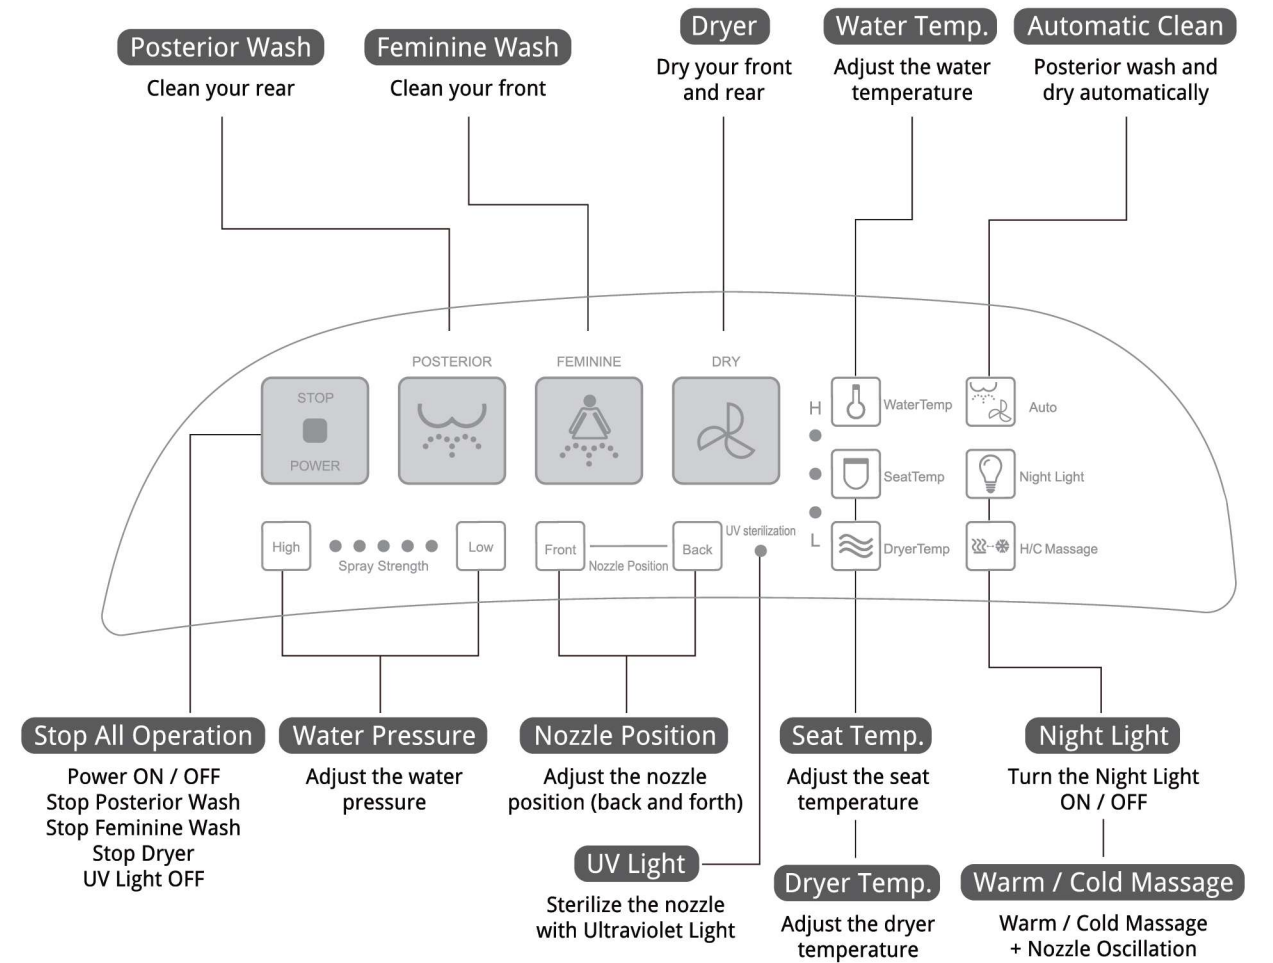 Posterior Wash
Clean your rear
Feminine Wash
Clean your front
Dryer
Dry your front
and rear
Water Temp.
Adjust the water
temperature
Automatic Clean
Posterior wash and
dry automatically
POSTERIOR
FEMININE
DRY
STOP
POWER
H
WaterTemp
Auto
SeatTemp
Night Light
High
Spray Strength
Low
Front
Nozzle Position
Back
UV sterilization
L
DryerTemp
H/C Massage
Stop All Operation
Power ON / OFF
Stop Posterior Wash
Stop Feminine Wash
Stop Dryer
UV Light OFF
Water Pressure
Adjust the water
pressure
Nozzle Position
Adjust the nozzle
position (back and forth)
UV Light
Sterilize the nozzle
with Ultraviolet Light
Seat Temp.
Adjust the seat
temperature
Dryer Temp.
Adjust the dryer
temperature
Night Light
Turn the Night Light
ON / OFF
Warm / Cold Massage
Warm / Cold Massage
+ Nozzle Oscillation